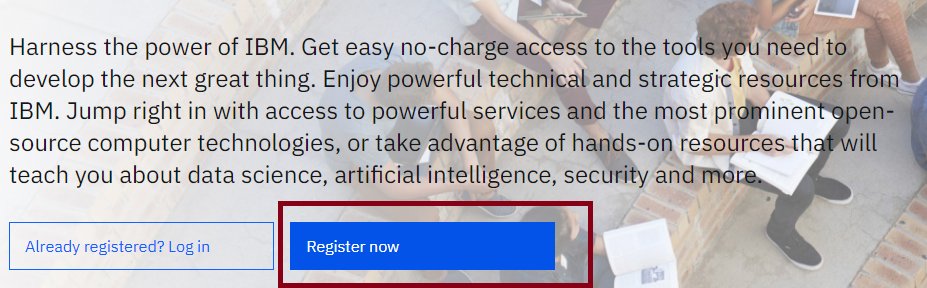 Harness the power of IBM. Get easy no-charge access to the tools you need to
develop the next great thing. Enjoy powerful technical and strategic resources from
IBM. Jump right in with access to powerful services and the most prominent open-
source computer technologies, or take advantage of hands-on resources that will
teach you about data science, artificial intelligence, security and more.
Already registered? Log in
Register now